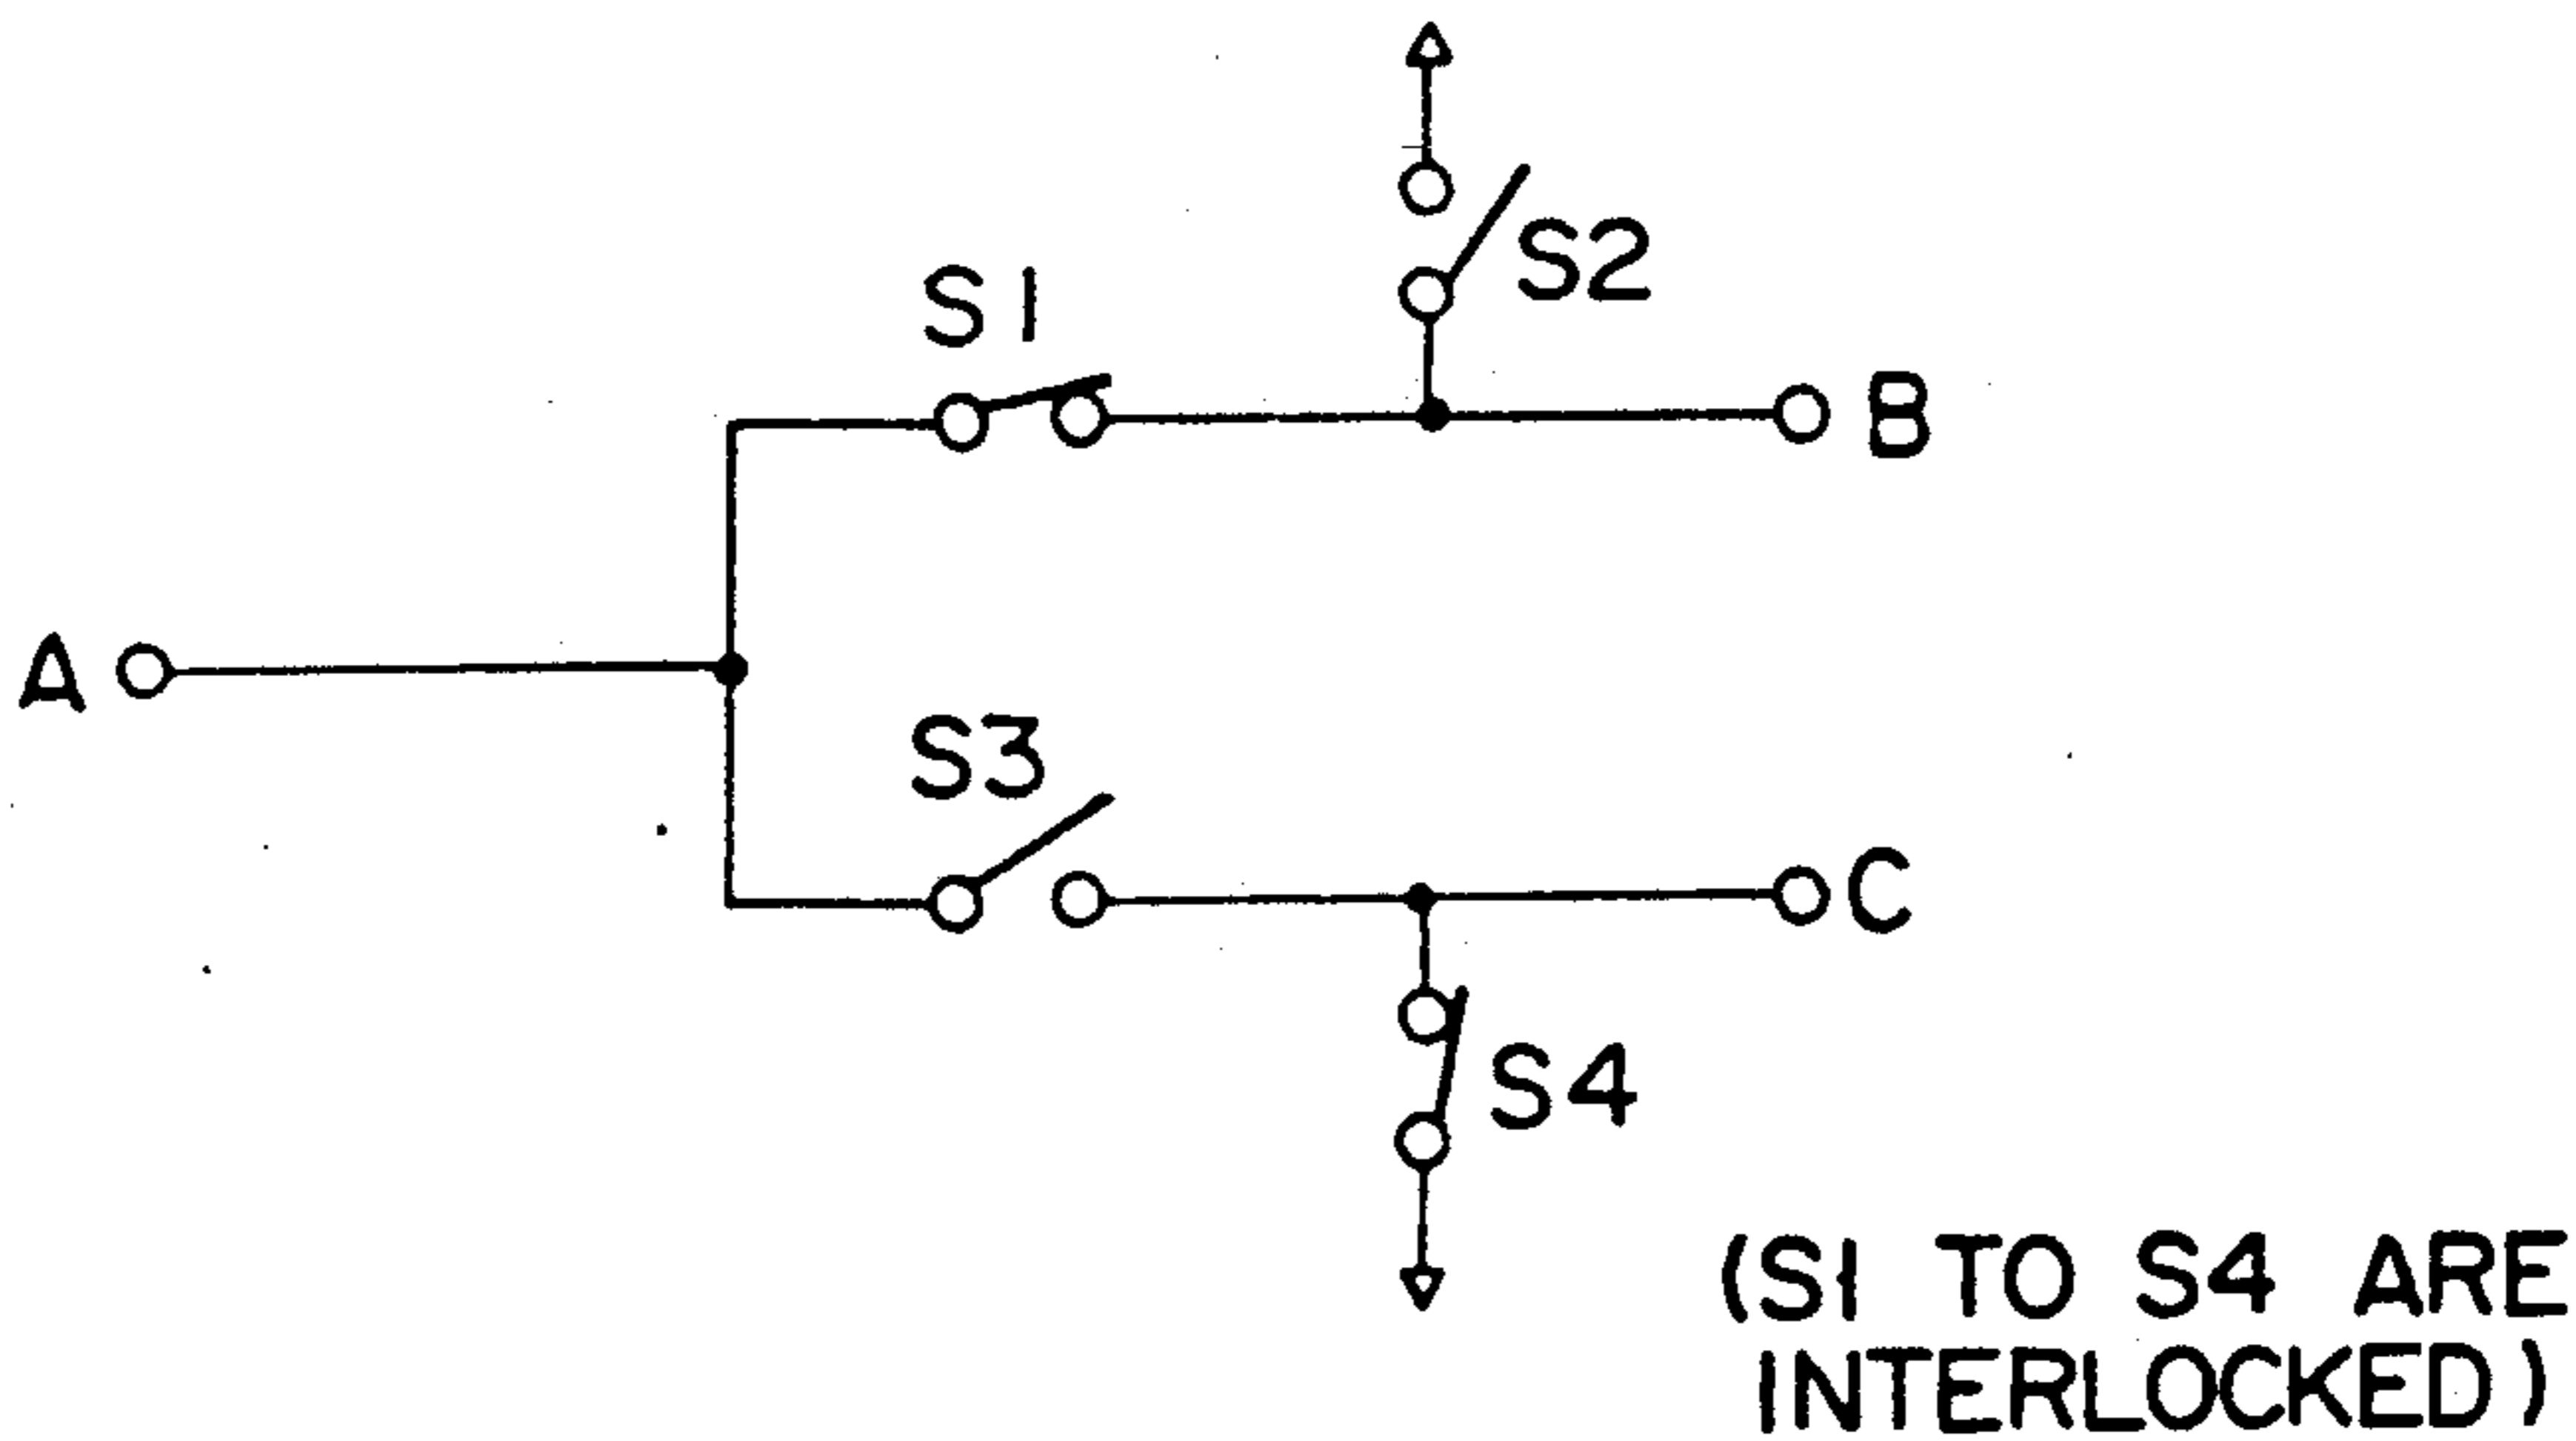 S2
S1
B
A
S3
C
S4
(S1 TO S4 ARE
INTERLOCKED)